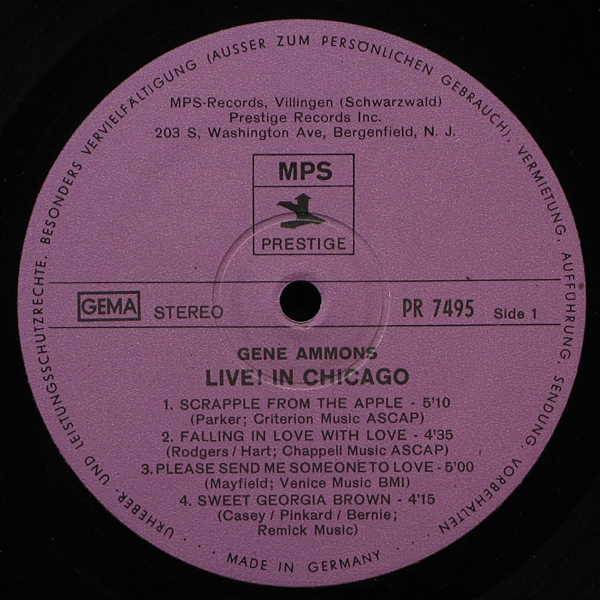 URHEBER- UND LEISTUNGSSCHUTZRECHTE, BESONDERS VERVIELFÄLTIGUNG (AUSSER ZUM PERSÖNLICHEN GEBRAUCH), VERMIETUNG, AUFFÜHRUNG, SENDUNG, VORBEHALTEN
MPS-Records, Villingen (Schwarzwald)
Prestige Records Inc.
203 S, Washington Ave, Bergenfield, N. J.
MPS
PRESTIGE
GEMA STEREO PR 7495 Side 1
GENE AMMONS
LIVE! IN CHICAGO
1. SCRAPPLE FROM THE APPLE - 5'10
(Parker; Criterion Music ASCAP)
2. FALLING IN LOVE WITH LOVE - 4'35
(Rodgers / Hart; Chappell Music ASCAP)
3. PLEASE SEND ME SOMEONE TO LOVE - 5'00
(Mayfield; Venice Music BMI)
4. SWEET GEORGIA BROWN - 4'15
(Casey / Pinkard / Bernie;
Remick Music)
. . . . MADE IN GERMANY . . . .